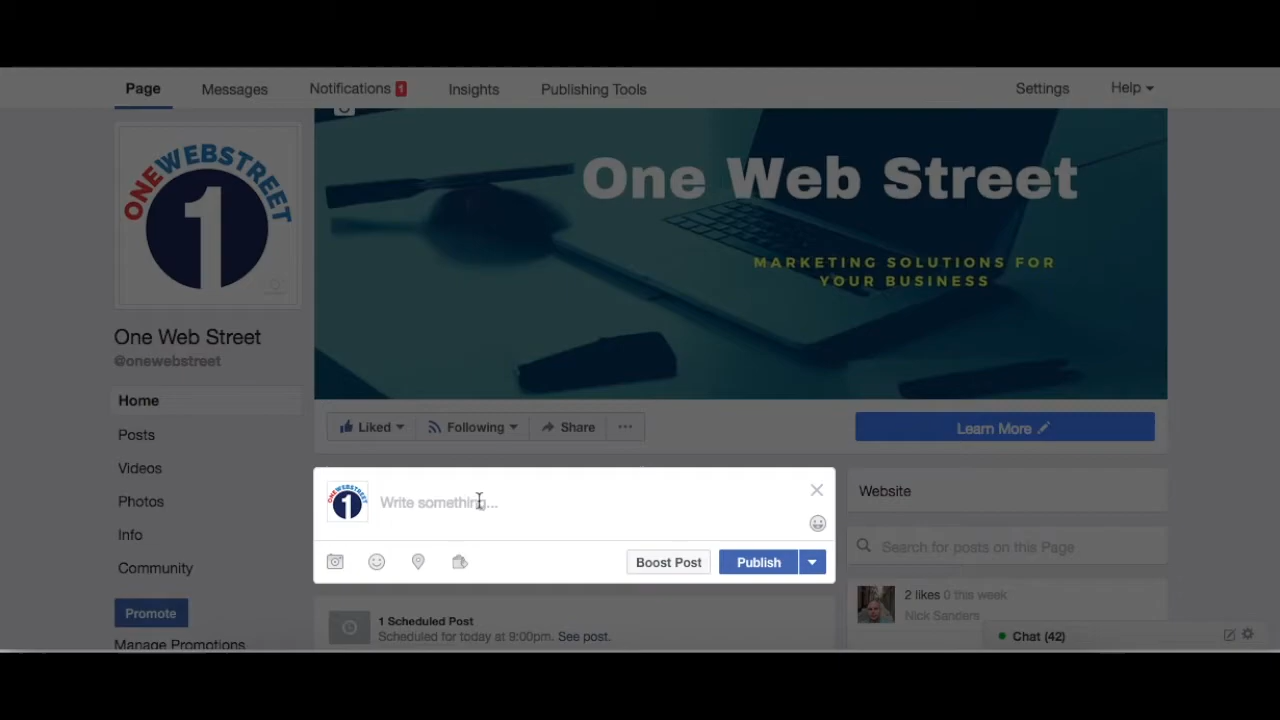 Page
Messages
Notifications 1
Insights
Publishing Tools
Settings
Help
ONEWEBSTREET
1
One Web Street
MARKETING SOLUTIONS FOR
YOUR BUSINESS
One Web Street
@onewebstreet
Home
Posts
Videos
Photos
Info
Community
Promote
Manage Promotions
Liked
Following
Share
Learn More
ONEWEBSTREET
1
Write something...
Boost Post
Publish
1 Scheduled Post
Scheduled for today at 9:00pm. See post.
Website
Search for posts on this Page
2 likes 0 this week
Nick Sanders
Chat (42)